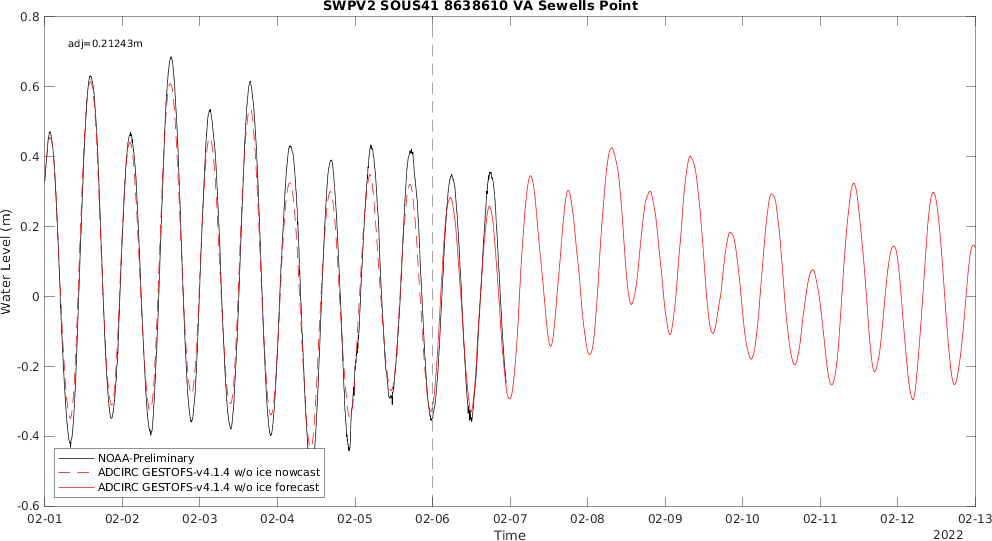 SWPV2 SOUS41 8638610 VA Sewells Point
adj=0.21243m
0.8
0.6
0.4
0.2
0
-0.2
-0.4
-0.6
Water Level (m)
NOAA-Preliminary
ADCIRC GESTOFS-v4.1.4 w/o ice nowcast
ADCIRC GESTOFS-v4.1.4 w/o ice forecast
02-01 02-02 02-03 02-04 02-05 02-06 02-07 02-08 02-09 02-10 02-11 02-12 02-13
Time
2022